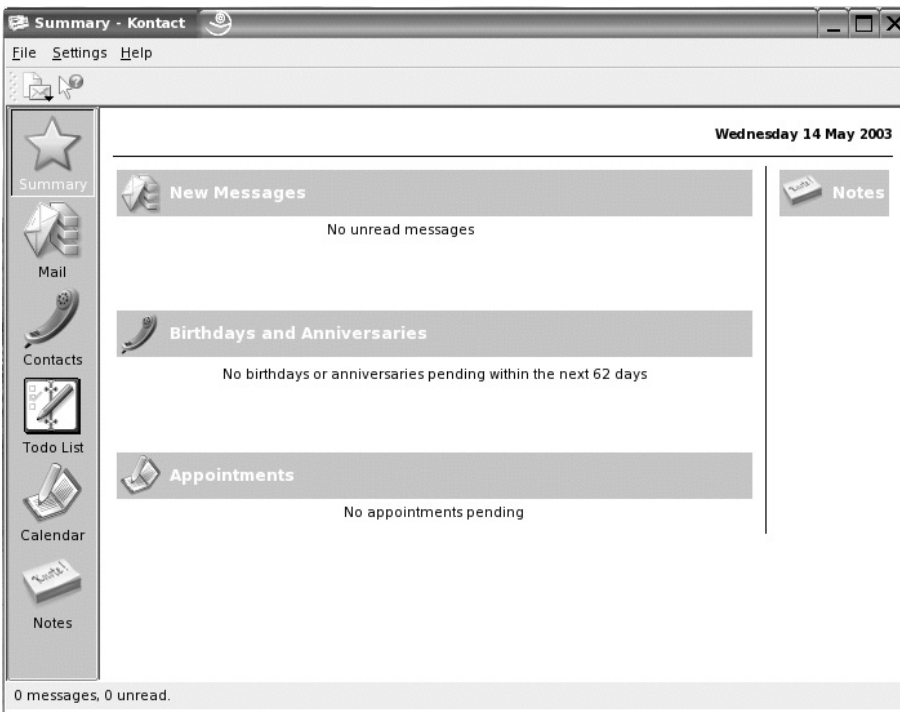 Summary - Kontact
File Settings Help
Wednesday 14 May 2003
Summary
Mail
Contacts
Todo List
Calendar
Notes
New Messages
No unread messages
Birthdays and Anniversaries
No birthdays or anniversaries pending within the next 62 days
Appointments
No appointments pending
Notes
0 messages, 0 unread.